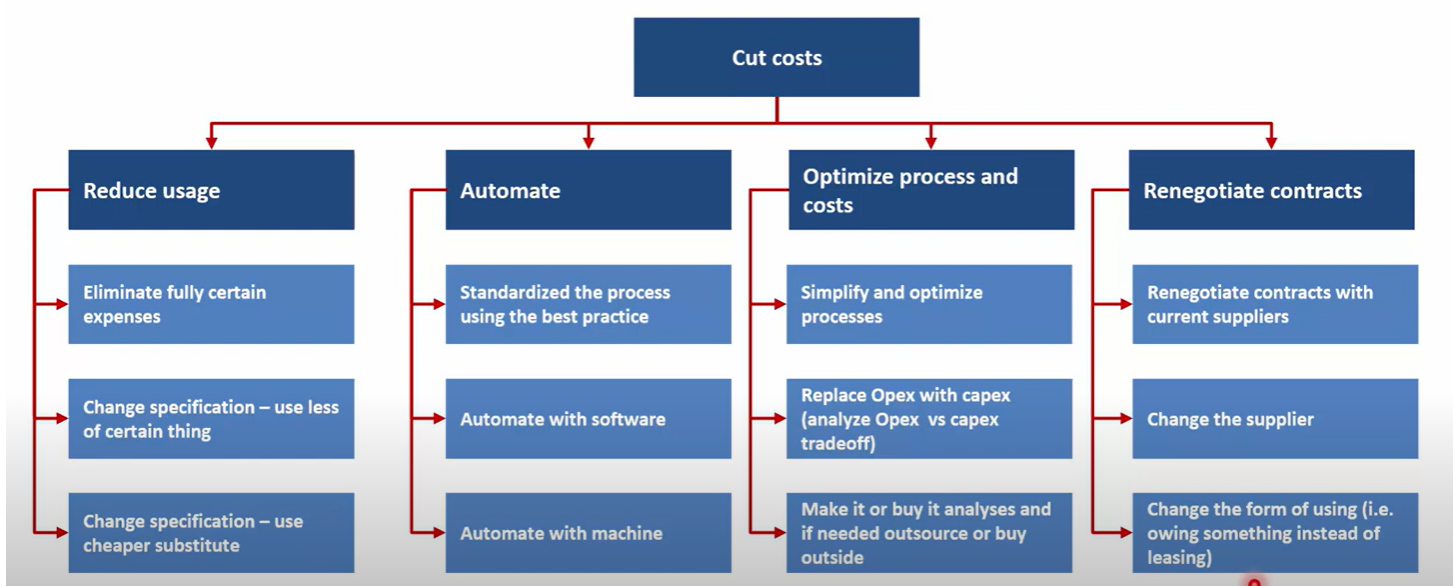 Cut costs
Reduce usage
Automate
Optimize process and
costs
Renegotiate contracts
Eliminate fully certain
expenses
Standardized the process
using the best practice
Simplify and optimize
processes
Renegotiate contracts with
current suppliers
Change specification – use less
of certain thing
Automate with software
Replace Opex with capex
(analyze Opex  vs capex
tradeoff)
Change the supplier
Change specification – use
cheaper substitute
Automate with machine
Make it or buy it analyses and
if needed outsource or buy
outside
Change the form of using (i.e.
owing something instead of
leasing)